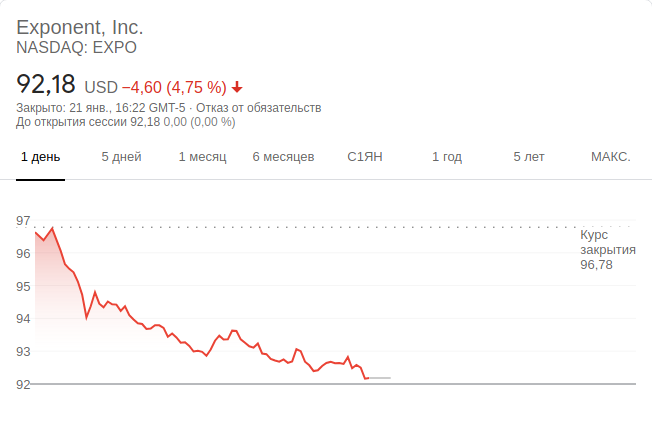 Exponent, Inc.
NASDAQ: EXPO
92,18 USD −4,60 (4,75 %)
Закрыто: 21 янв., 16:22 GMT-5 · Отказ от обязательств
До открытия сессии 92,18 0,00 (0,00 %)
1 день 5 дней 1 месяц 6 месяцев С1ЯН 1 год 5 лет МАКС.
97
Курс
закрытия
96,78
96
95
94
93
92